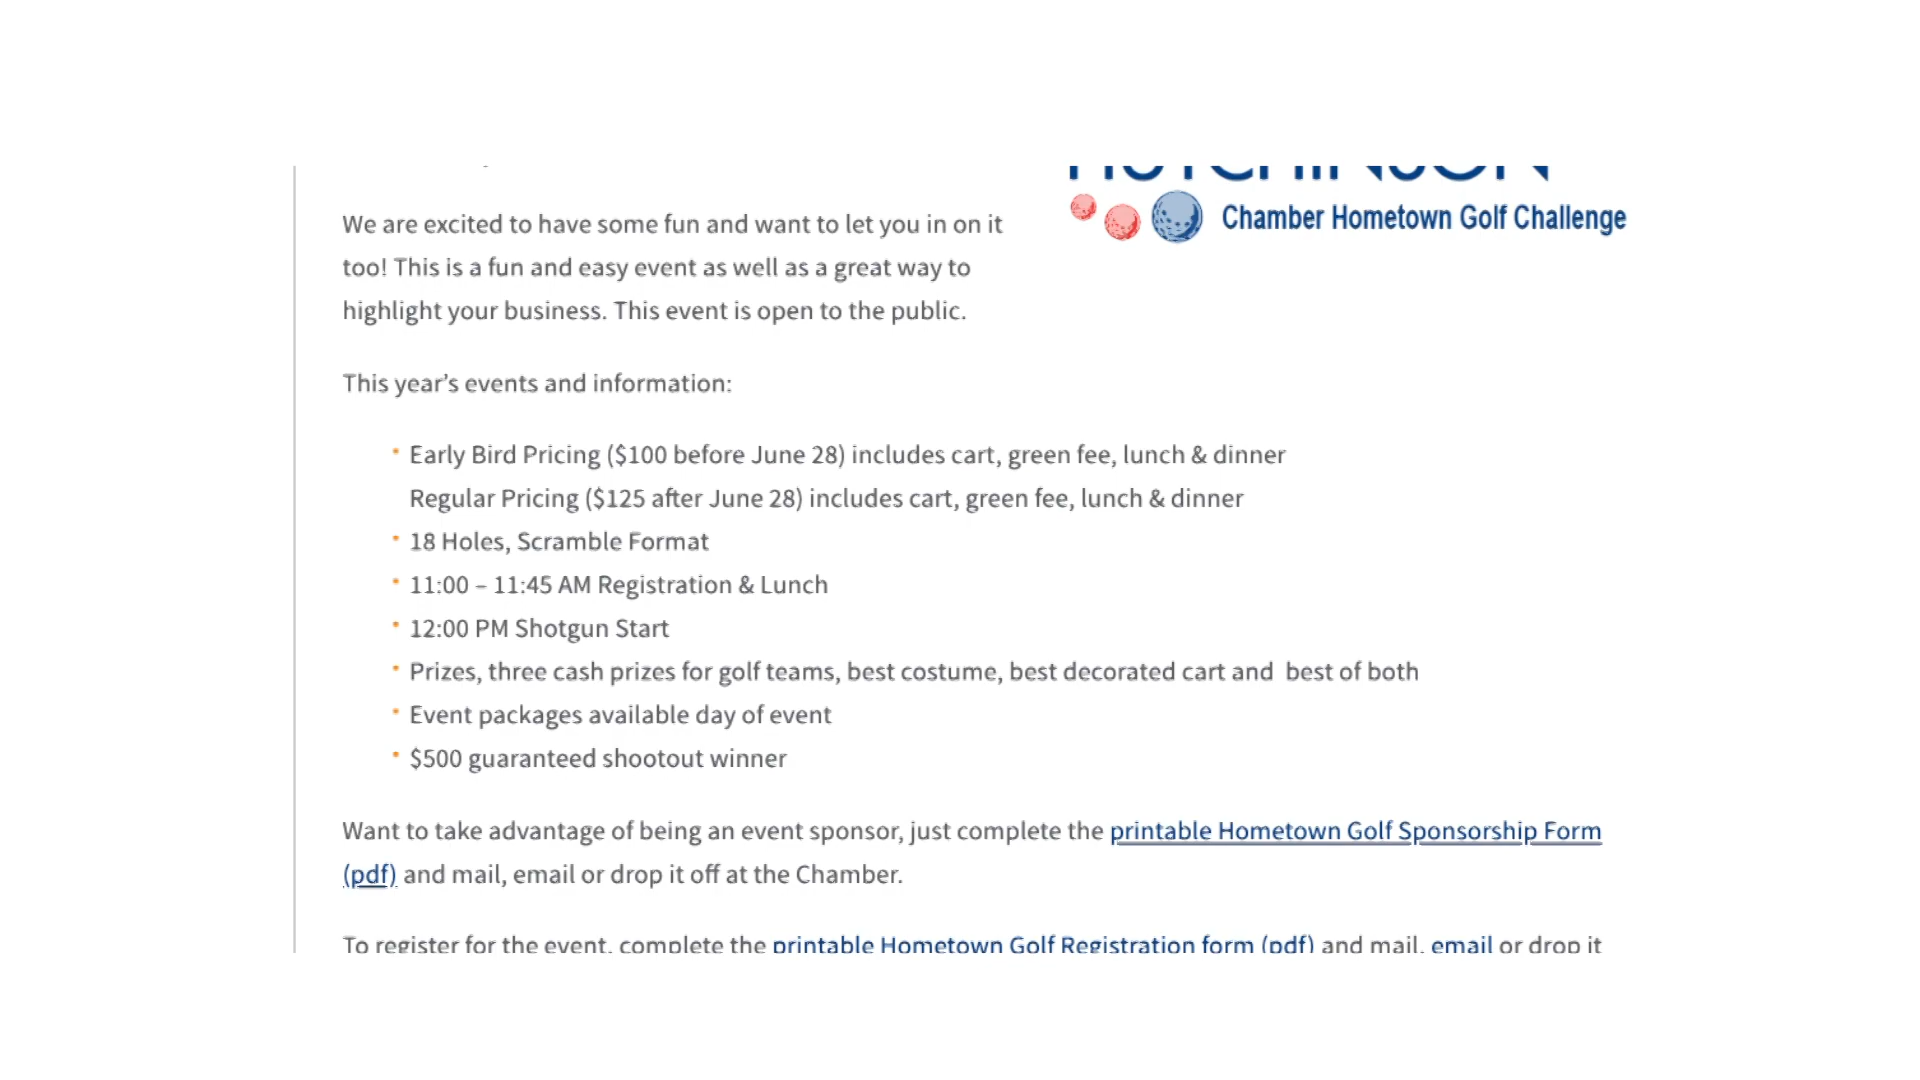 HUTCHINSON
Chamber Hometown Golf Challenge
We are excited to have some fun and want to let you in on it
too! This is a fun and easy event as well as a great way to
highlight your business. This event is open to the public.
This year’s events and information:
Early Bird Pricing ($100 before June 28) includes cart, green fee, lunch & dinner
Regular Pricing ($125 after June 28) includes cart, green fee, lunch & dinner
18 Holes, Scramble Format
11:00 – 11:45 AM Registration & Lunch
12:00 PM Shotgun Start
Prizes, three cash prizes for golf teams, best costume, best decorated cart and  best of both
Event packages available day of event
$500 guaranteed shootout winner
Want to take advantage of being an event sponsor, just complete the printable Hometown Golf Sponsorship Form
(pdf) and mail, email or drop it off at the Chamber.
To register for the event, complete the printable Hometown Golf Registration form (pdf) and mail, email or drop it